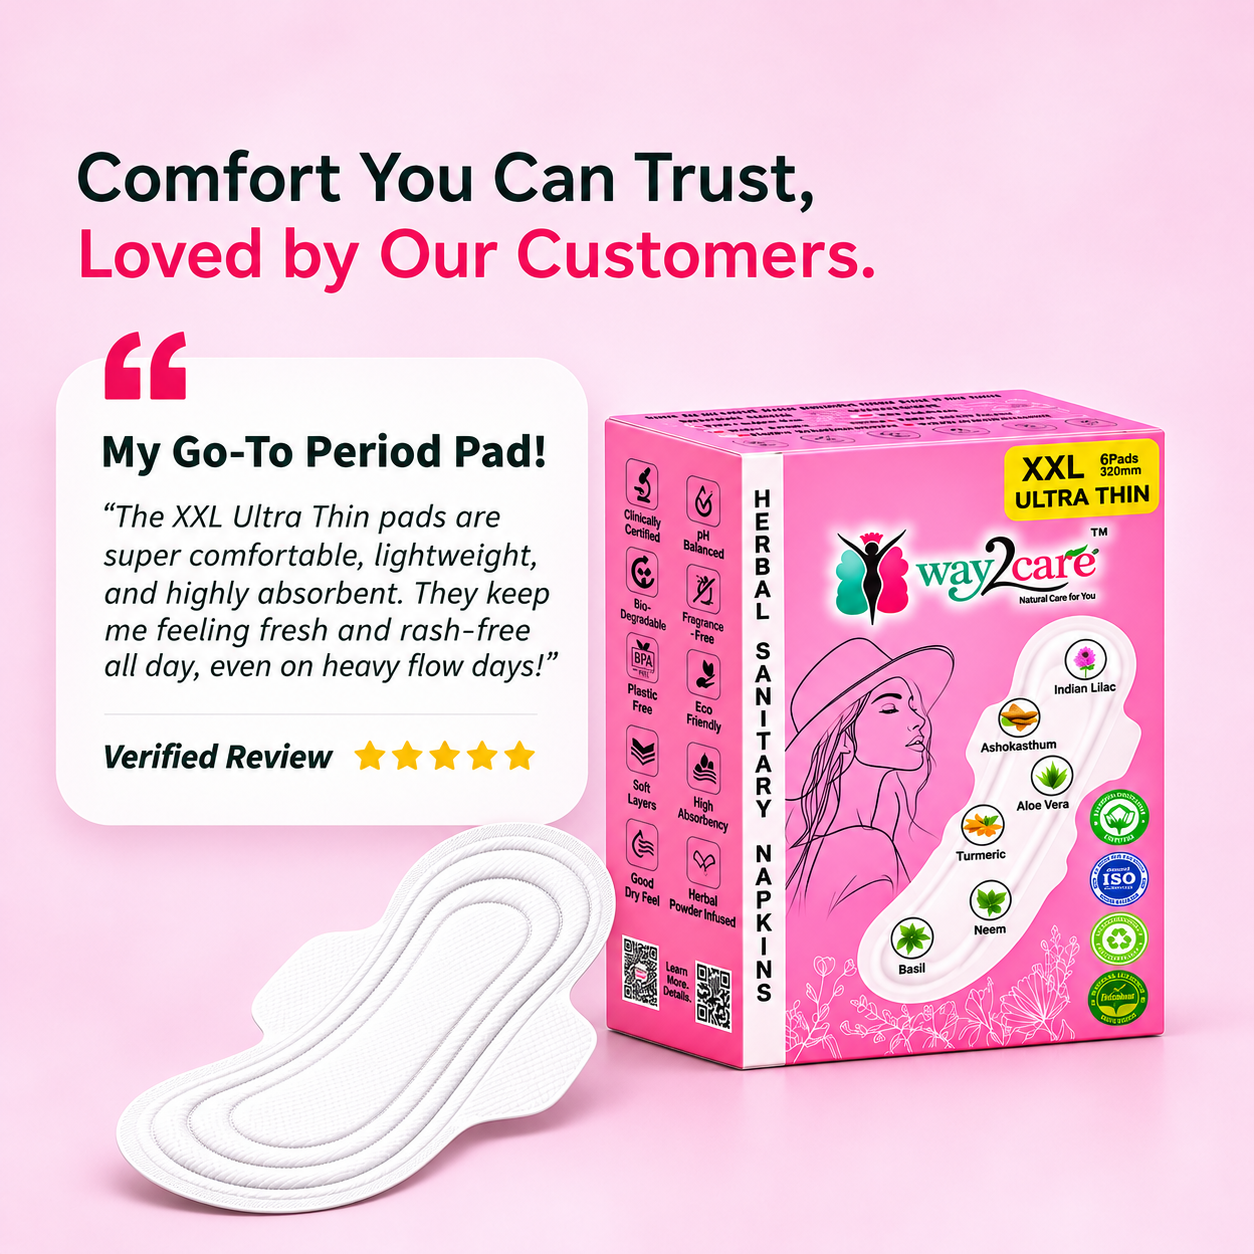 Comfort You Can Trust,
Loved by Our Customers.
My Go-To Period Pad!
“The XXL Ultra Thin pads are
super comfortable, lightweight,
and highly absorbent. They keep
me feeling fresh and rash-free
all day, even on heavy flow days!”
Verified Review
Clinically
Certified
pH
Balanced
Bio-
Degradable
Fragrance
-Free
BPA
Plastic
Free
Eco
Friendly
Soft
Layers
High
Absorbency
Good
Dry Feel
Herbal
Powder Infused
Learn
More.
Details.
HERBAL SANITARY NAPKINS
XXL
6Pads
320mm
ULTRA THIN
way2care™
Natural Care for You
Indian Lilac
Ashokasthum
Aloe Vera
Turmeric
Neem
Basil
ISO